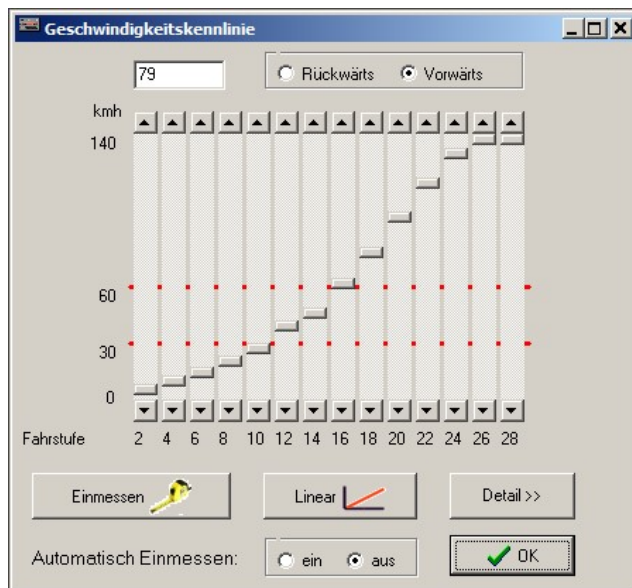 Geschwindigkeitskennlinie
79
Rückwärts Vorwärts
kmh
140
60
30
0
Fahrstufe 2 4 6 8 10 12 14 16 18 20 22 24 26 28
Einmessen Linear Detail >>
Automatisch Einmessen: ein aus OK